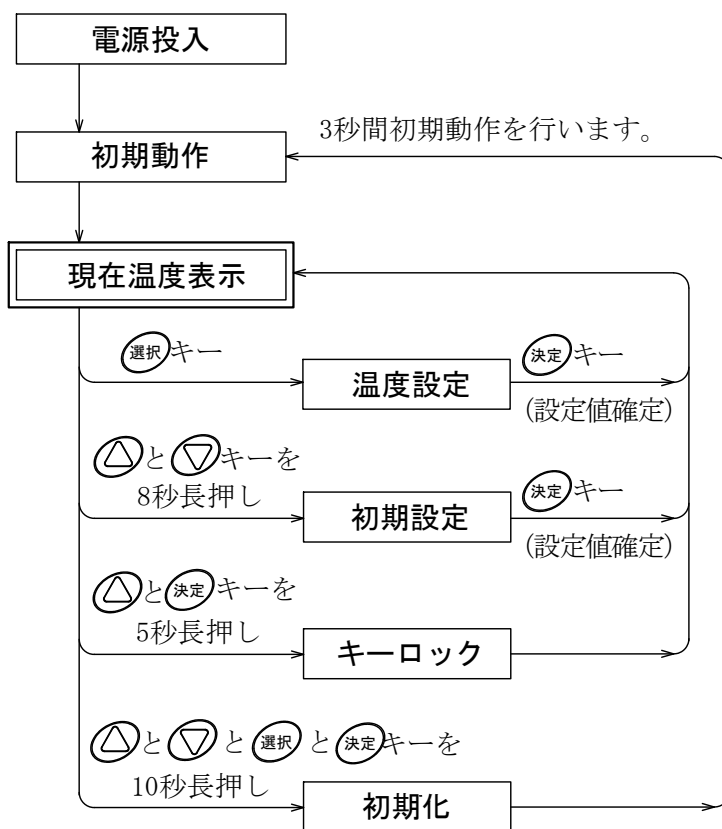 電源投入
3秒間初期動作を行います。
初期動作
現在温度表示
選択キー
決定キー
温度設定
(設定値確定)
△と▽キーを
8秒長押し
決定キー
初期設定
(設定値確定)
△と決定キーを
5秒長押し
キーロック
△と▽と選択と決定キーを
10秒長押し
初期化